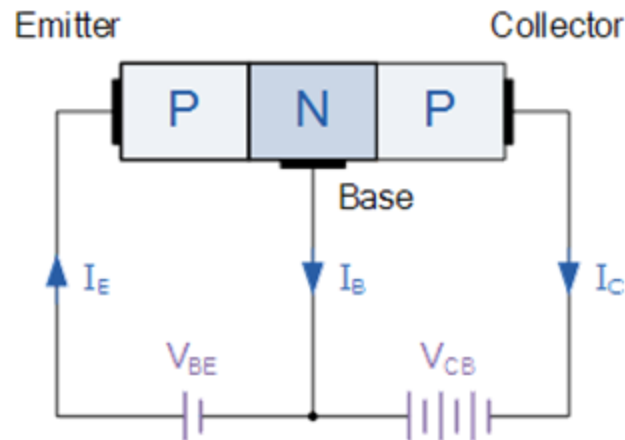 Emitter Collector
P N P
Base
IE IB IC
VBE VCB